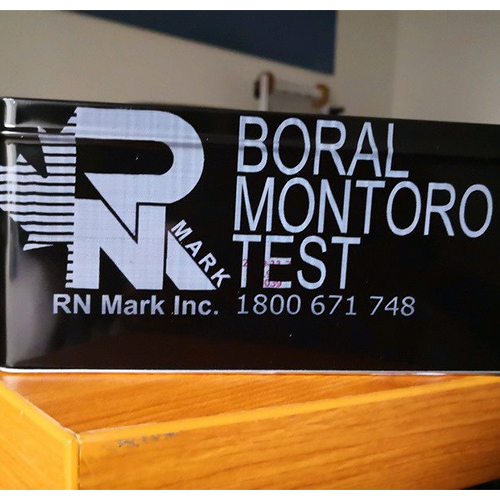 RN
MARK
BORAL
MONTORO
TEST
RN Mark Inc. 1800 671 748